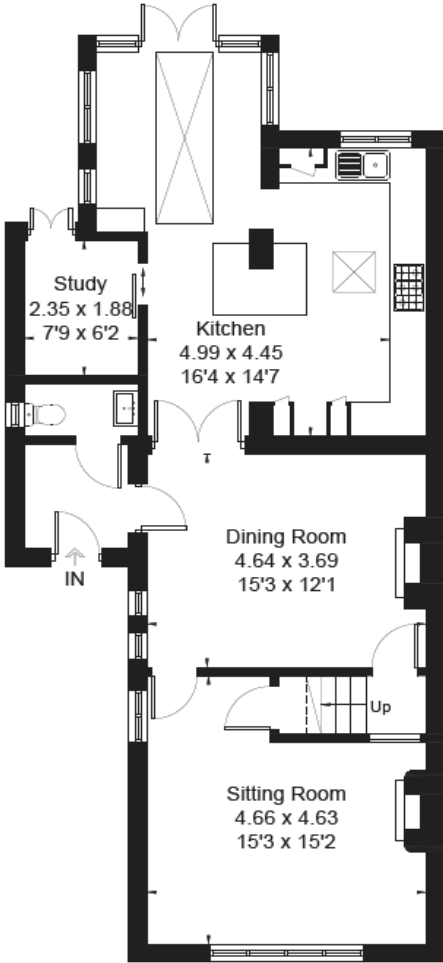 Study
2.35 x 1.88
7'9 x 6'2
Kitchen
4.99 x 4.45
16'4 x 14'7
IN
Dining Room
4.64 x 3.69
15'3 x 12'1
Up
Sitting Room
4.66 x 4.63
15'3 x 15'2